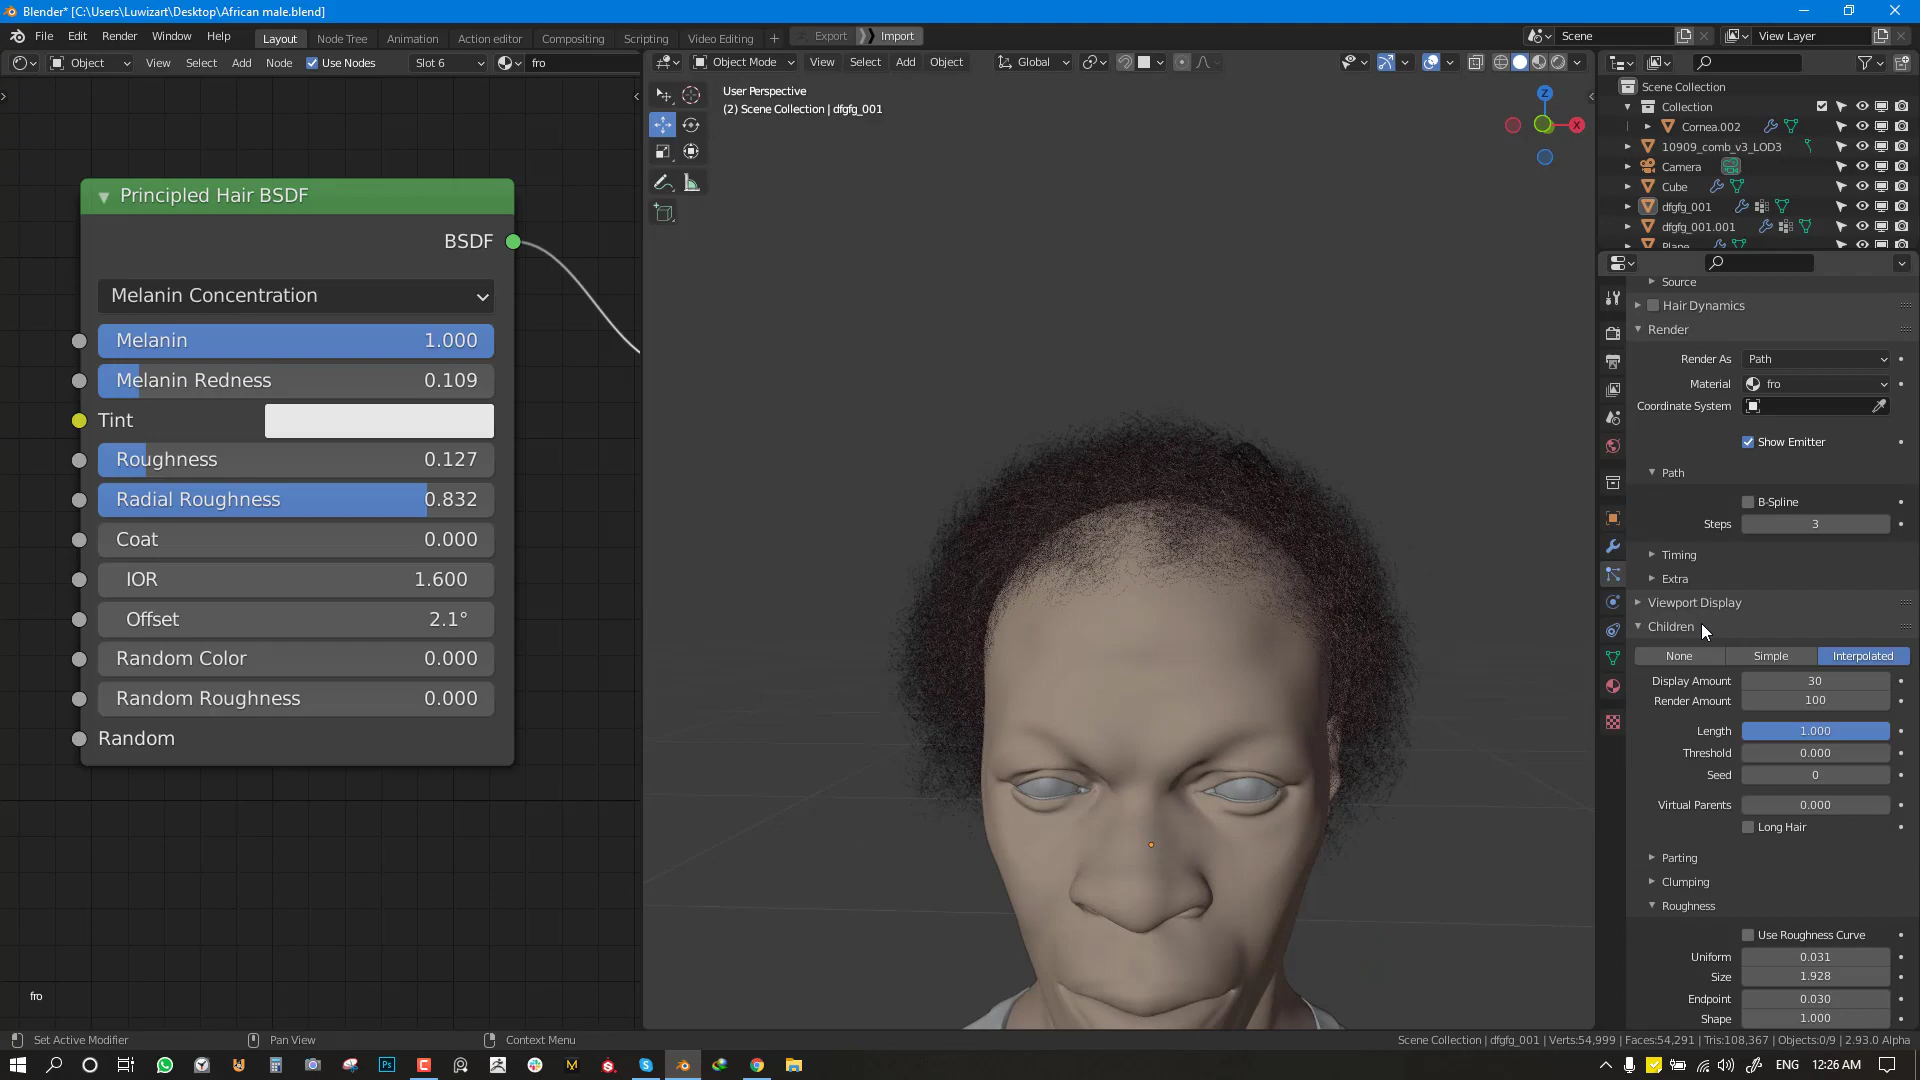 Blender* [C:\Users\Luwizart\Desktop\African male.blend]
File Edit Render Window Help
Layout Node Tree Animation Action editor Compositing Scripting Video Editing
Export Import
Scene
View Layer
Object View Select Add Node Use Nodes Slot 6 fro
Object Mode View Select Add Object Global
User Perspective
(2) Scene Collection | dfgfg_001
Z
X
Principled Hair BSDF
BSDF
Melanin Concentration
Melanin 1.000
Melanin Redness 0.109
Tint
Roughness 0.127
Radial Roughness 0.832
Coat 0.000
IOR 1.600
Offset 2.1°
Random Color 0.000
Random Roughness 0.000
Random
fro
Scene Collection
Collection
Cornea.002
10909_comb_v3_LOD3
Camera
Cube
dfgfg_001
dfgfg_001.001
Plane
Source
Hair Dynamics
Render
Render As Path
Material fro
Coordinate System
Show Emitter
Path
B-Spline
Steps 3
Timing
Extra
Viewport Display
Children
None Simple Interpolated
Display Amount 30
Render Amount 100
Length 1.000
Threshold 0.000
Seed 0
Virtual Parents 0.000
Long Hair
Parting
Clumping
Roughness
Use Roughness Curve
Uniform 0.031
Size 1.928
Endpoint 0.030
Shape 1.000
Set Active Modifier Pan View Context Menu
Scene Collection | dfgfg_001 | Verts:54,999 | Faces:54,291 | Tris:108,367 | Objects:0/9 | 2.93.0 Alpha
ENG 12:26 AM